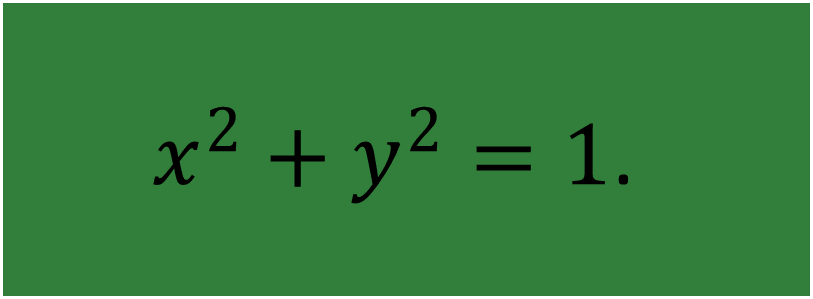 x² + y² = 1.